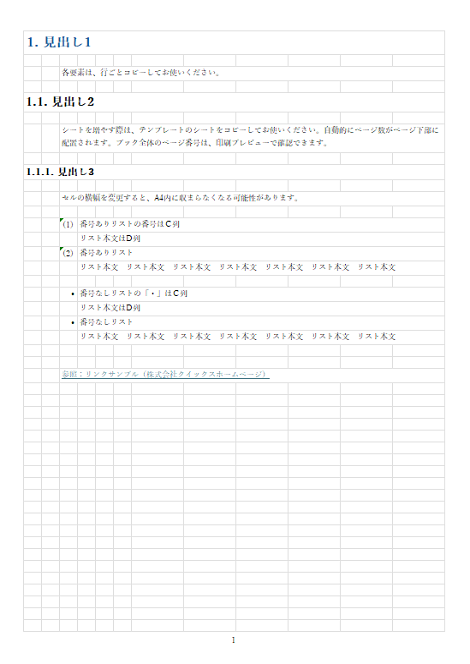 1. 見出し1
各要素は、行ごとコピーしてお使いください。
1.1. 見出し2
シートを増やす際は、テンプレートのシートをコピーしてお使いください。自動的にページ数がページ下部に
配置されます。ブック全体のページ番号は、印刷プレビューで確認できます。
1.1.1. 見出し3
セルの横幅を変更すると、A4内に収まらなくなる可能性があります。
(1) 番号ありリストの番号はC列
リスト本文はD列
(2) 番号ありリスト
リスト本文 リスト本文 リスト本文 リスト本文 リスト本文 リスト本文 リスト本文
• 番号なしリストの「・」はC列
リスト本文はD列
• 番号なしリスト
リスト本文 リスト本文 リスト本文 リスト本文 リスト本文 リスト本文 リスト本文
参照：リンクサンプル（株式会社クイックスホームページ）
1